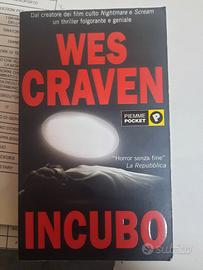 Dal creatore dei film culto Nightmare e Scream
un thriller folgorante e geniale
WES
CRAVEN
PIEMME
POCKET
P
"Horror senza fine"
La Repubblica
INCUBO
subito